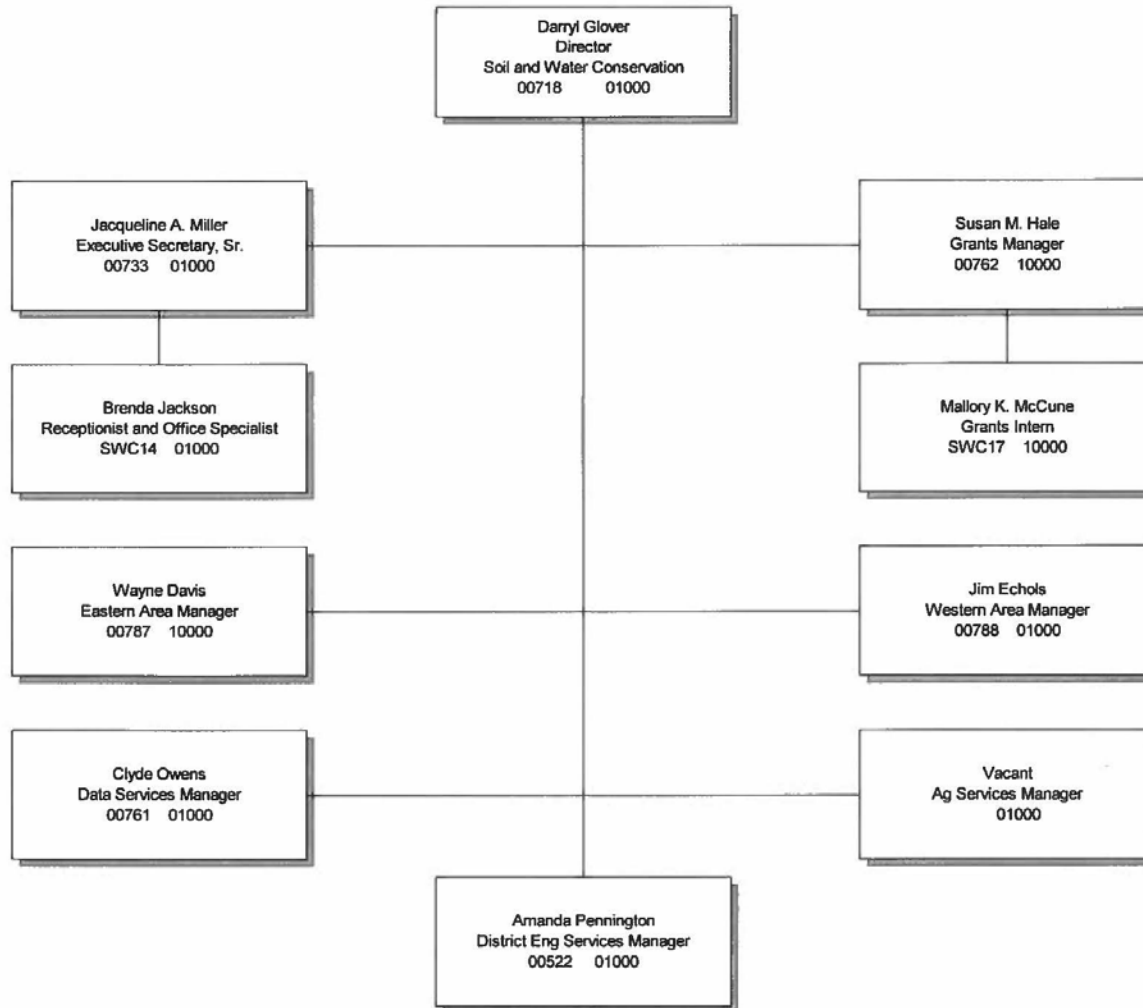 Darryl Glover
Director
Soil and Water Conservation
00718 01000
Jacqueline A. Miller
Executive Secretary, Sr.
00733 01000
Susan M. Hale
Grants Manager
00762 10000
Brenda Jackson
Receptionist and Office Specialist
SWC14 01000
Mallory K. McCune
Grants Intern
SWC17 10000
Wayne Davis
Eastern Area Manager
00787 10000
Jim Echols
Western Area Manager
00788 01000
Clyde Owens
Data Services Manager
00761 01000
Vacant
Ag Services Manager
01000
Amanda Pennington
District Eng Services Manager
00522 01000